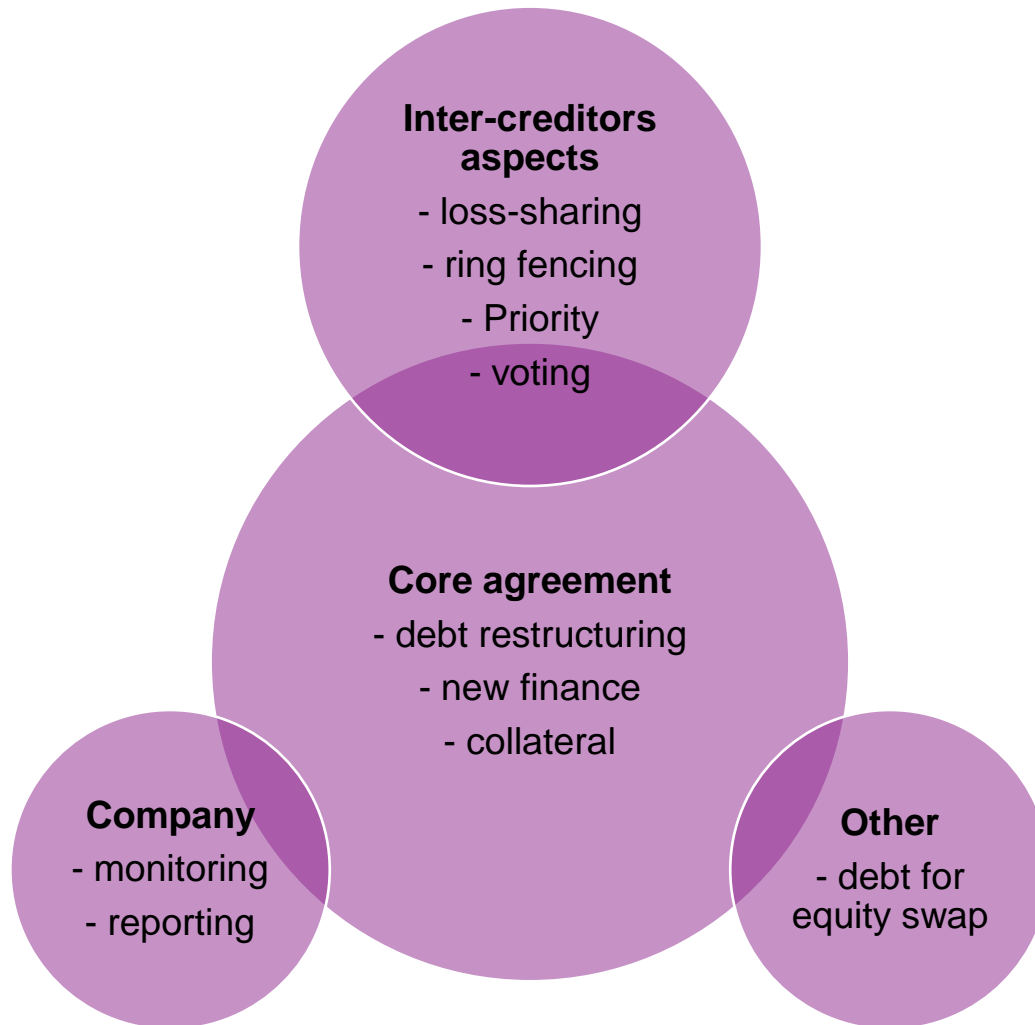 Inter-creditors
aspects
- loss-sharing
- ring fencing
- Priority
- voting
Core agreement
- debt restructuring
- new finance
- collateral
Company
- monitoring
- reporting
Other
- debt for
equity swap